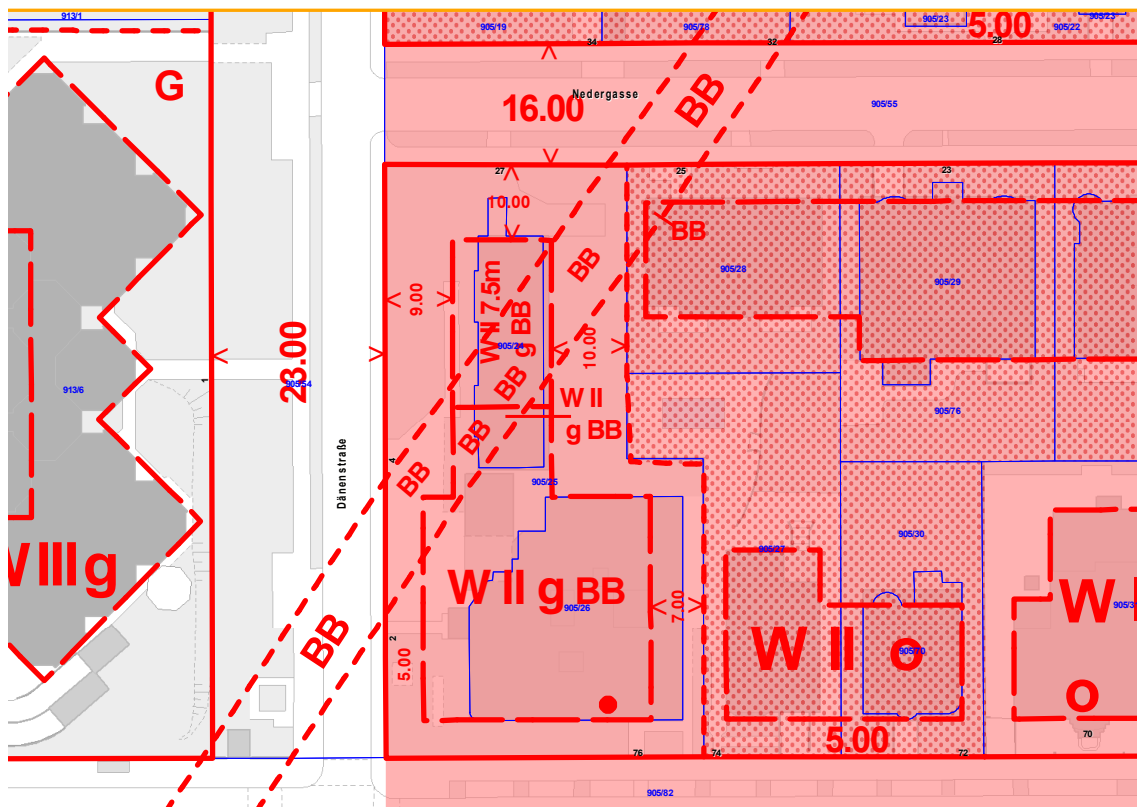 913/1
905/19
905/78
905/23
5.00
905/22
905/23
34
32
28
G
Nedergasse
16.00
BB
905/55
27
25
23
10.00
BB
BB
905/28
905/29
9.00
W II 7.5m
g BB
905/24
10.00
23.00
905/54
1
913/6
BB
W II
g BB
905/76
BB
4
BB
905/25
Dänenstraße
W III g
W II g BB
905/26
905/27
905/30
W
7.00
2
5.00
BB
W II o
905/70
o
5.00
70
76
74
72
905/82